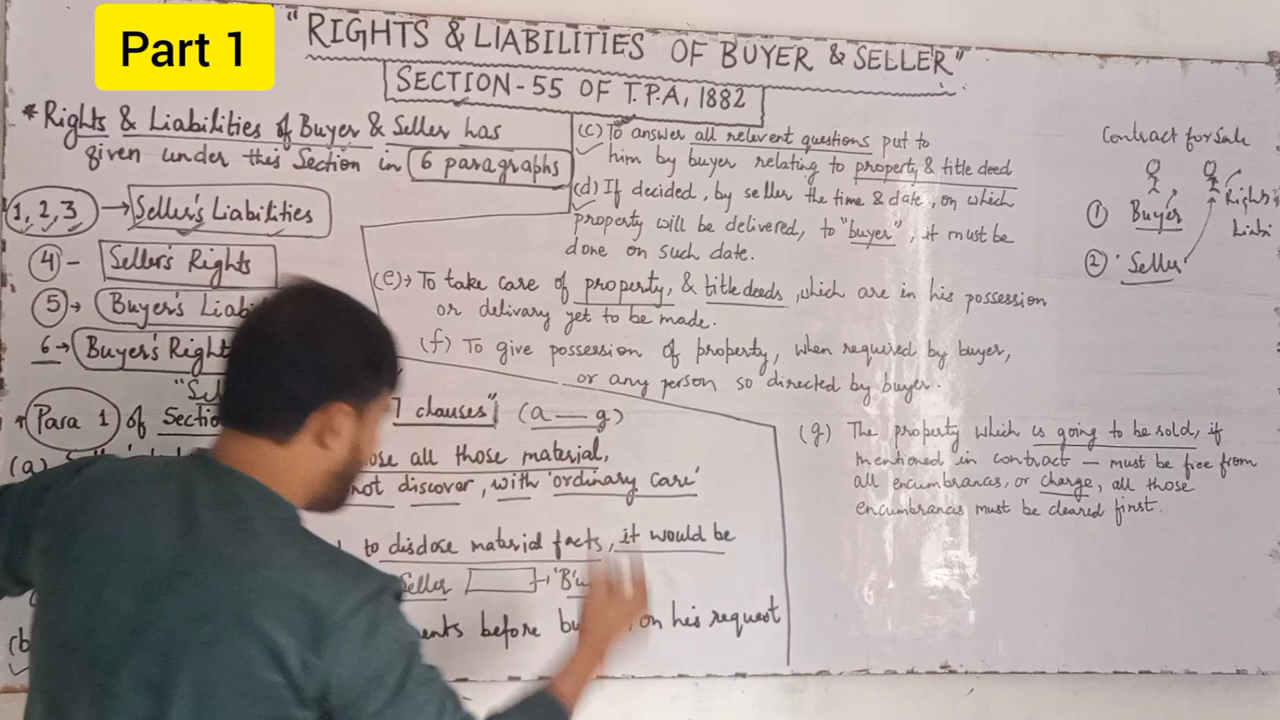 Part 1
"RIGHTS & LIABILITIES OF BUYER & SELLER"
SECTION-55 OF T.P.A, 1882
* Rights & Liabilities of Buyer & Seller has
given under this Section in 6 paragraphs
1, 2, 3 → Seller's Liabilities
4 - Seller's Rights
5 → Buyer's
6 → Buyer's
* Para 1 of 7 clauses" (a — g)
(a) all those material,
not discover, with 'ordinary care'
to disclose material facts, it would be
Seller
(b) before on his request
(c) To answer all relevent questions put to
him by buyer relating to property & title deed
(d) If decided, by seller the time & date, on which
property will be delivered, to "buyer", it must be
done on such date.
(e) → To take care of property, & title deeds, which are in his possession
or delivary yet to be made.
(f) To give possession of property, when required by buyer,
or any person so directed by buyer.
(g) The property which is going to be sold, if
mentioned in contract — must be free from
all encumbrances, or charge, all those
encumbrances must be cleared first.
Contract for Sale
1 Buyer
2 Seller
Rights